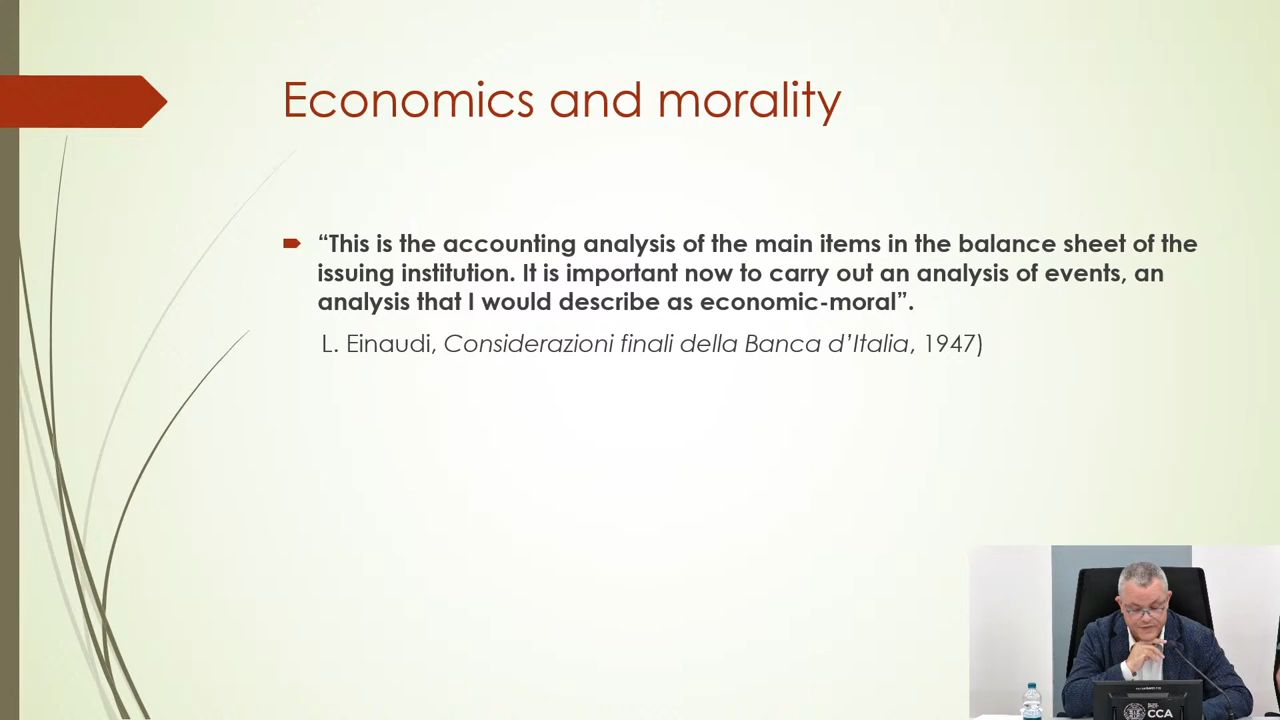 Economics and morality
“This is the accounting analysis of the main items in the balance sheet of the
issuing institution. It is important now to carry out an analysis of events, an
analysis that I would describe as economic-moral”.
L. Einaudi, Considerazioni finali della Banca d’Italia, 1947)
CCA